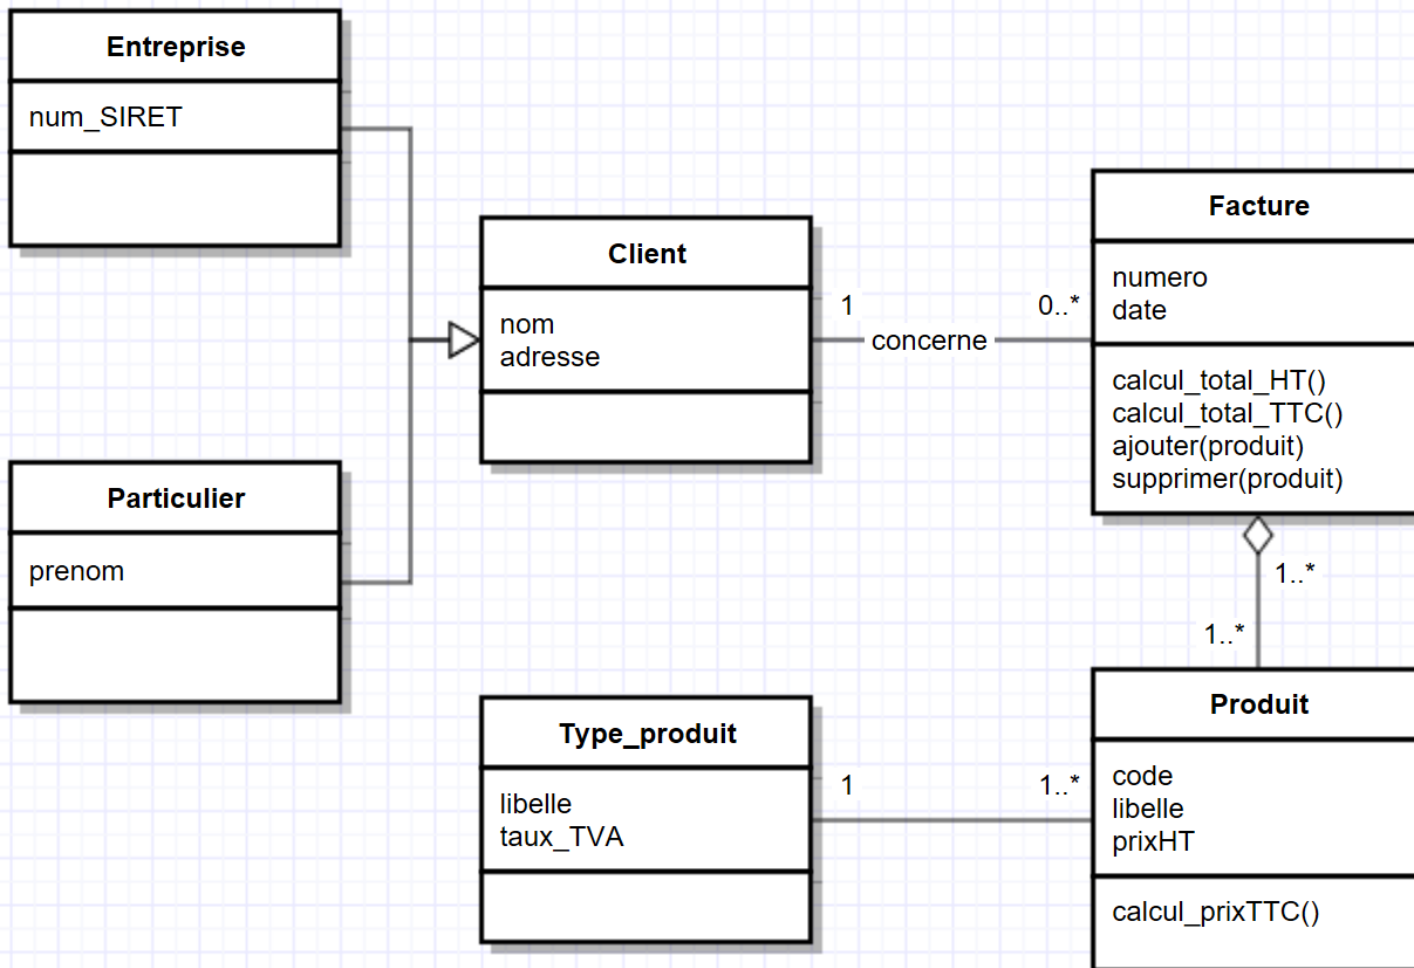 Entreprise
num_SIRET
Particulier
prenom
Client
nom
adresse
1
concerne
0..*
Facture
numero
date
calcul_total_HT()
calcul_total_TTC()
ajouter(produit)
supprimer(produit)
1..*
1..*
Type_produit
libelle
taux_TVA
1
1..*
Produit
code
libelle
prixHT
calcul_prixTTC()